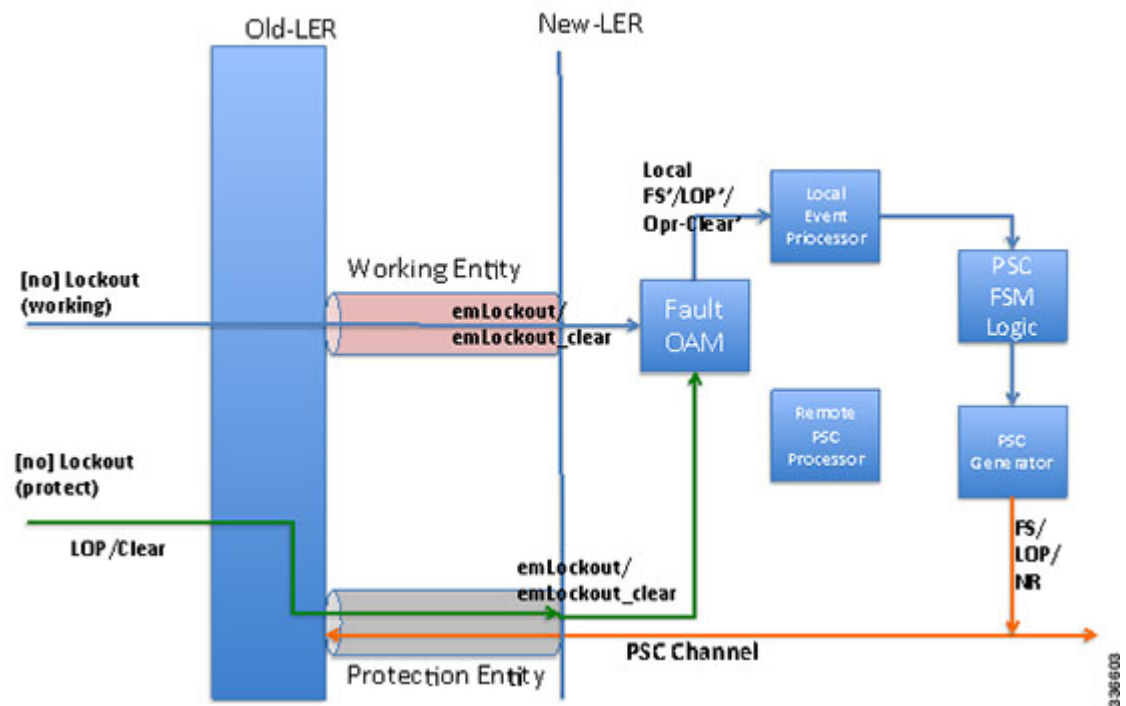 Old-LER
New-LER
Local
FS'/LOP'/
Opr-Clear'
Local
Event
Priocessor
[no] Lockout
(working)
Working Entity
emLockout/
emLockout_clear
Fault
OAM
PSC
FSM
Logic
Remote
PSC
Processor
PSC
Generator
[no] Lockout
(protect)
LOP/Clear
emLockout/
emLockout_clear
FS/
LOP/
NR
PSC Channel
Protection Entity
336603